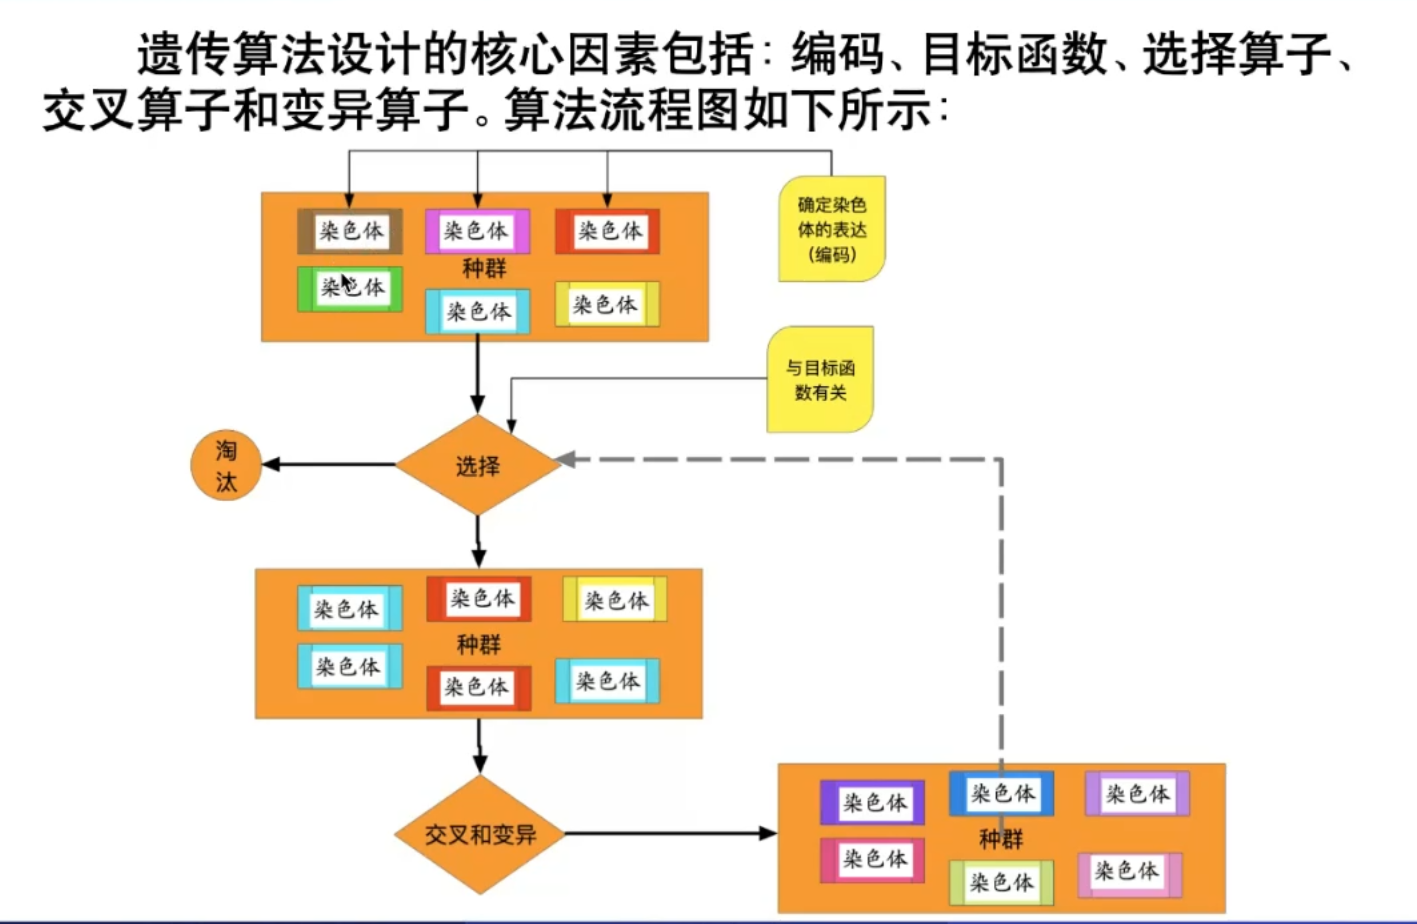 遗传算法设计的核心因素包括：编码、目标函数、选择算子、
交叉算子和变异算子。算法流程图如下所示：
确定染色
体的表达
（编码）
染色体
染色体
染色体
种群
染色体
染色体
染色体
与目标函
数有关
淘
汰
选择
染色体
染色体
染色体
种群
染色体
染色体
染色体
交叉和变异
染色体
染色体
染色体
种群
染色体
染色体
染色体